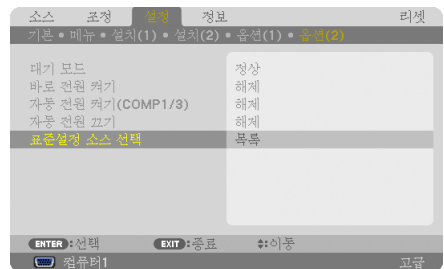 소스 조정 설정 정보 리셋
기본 • 메뉴 • 설치(1) • 설치(2) • 옵션(1) • 옵션(2)
대기 모드 정상
바로 전원 켜기 해제
자동 전원 켜기(COMP1/3) 해제
자동 전원 끄기 해제
표준설정 소스 선택 목록
ENTER:선택 EXIT:종료 ⬍:이동
컴퓨터1 고급